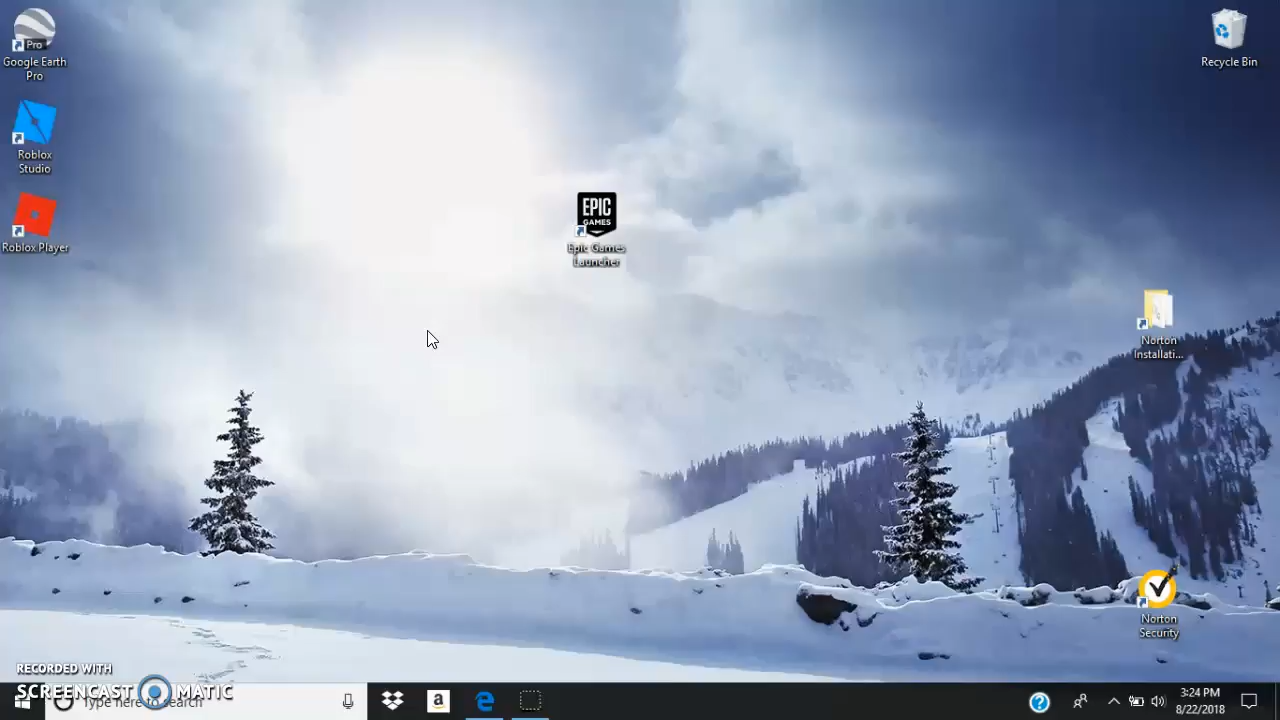 Pro
Google Earth
Pro
Roblox
Studio
Roblox Player
EPIC
GAMES
Epic Games
Launcher
Recycle Bin
Norton
Installati...
Norton
Security
RECORDED WITH
SCREENCAST MATIC
Type here to search
a
e
?
3:24 PM
8/22/2018